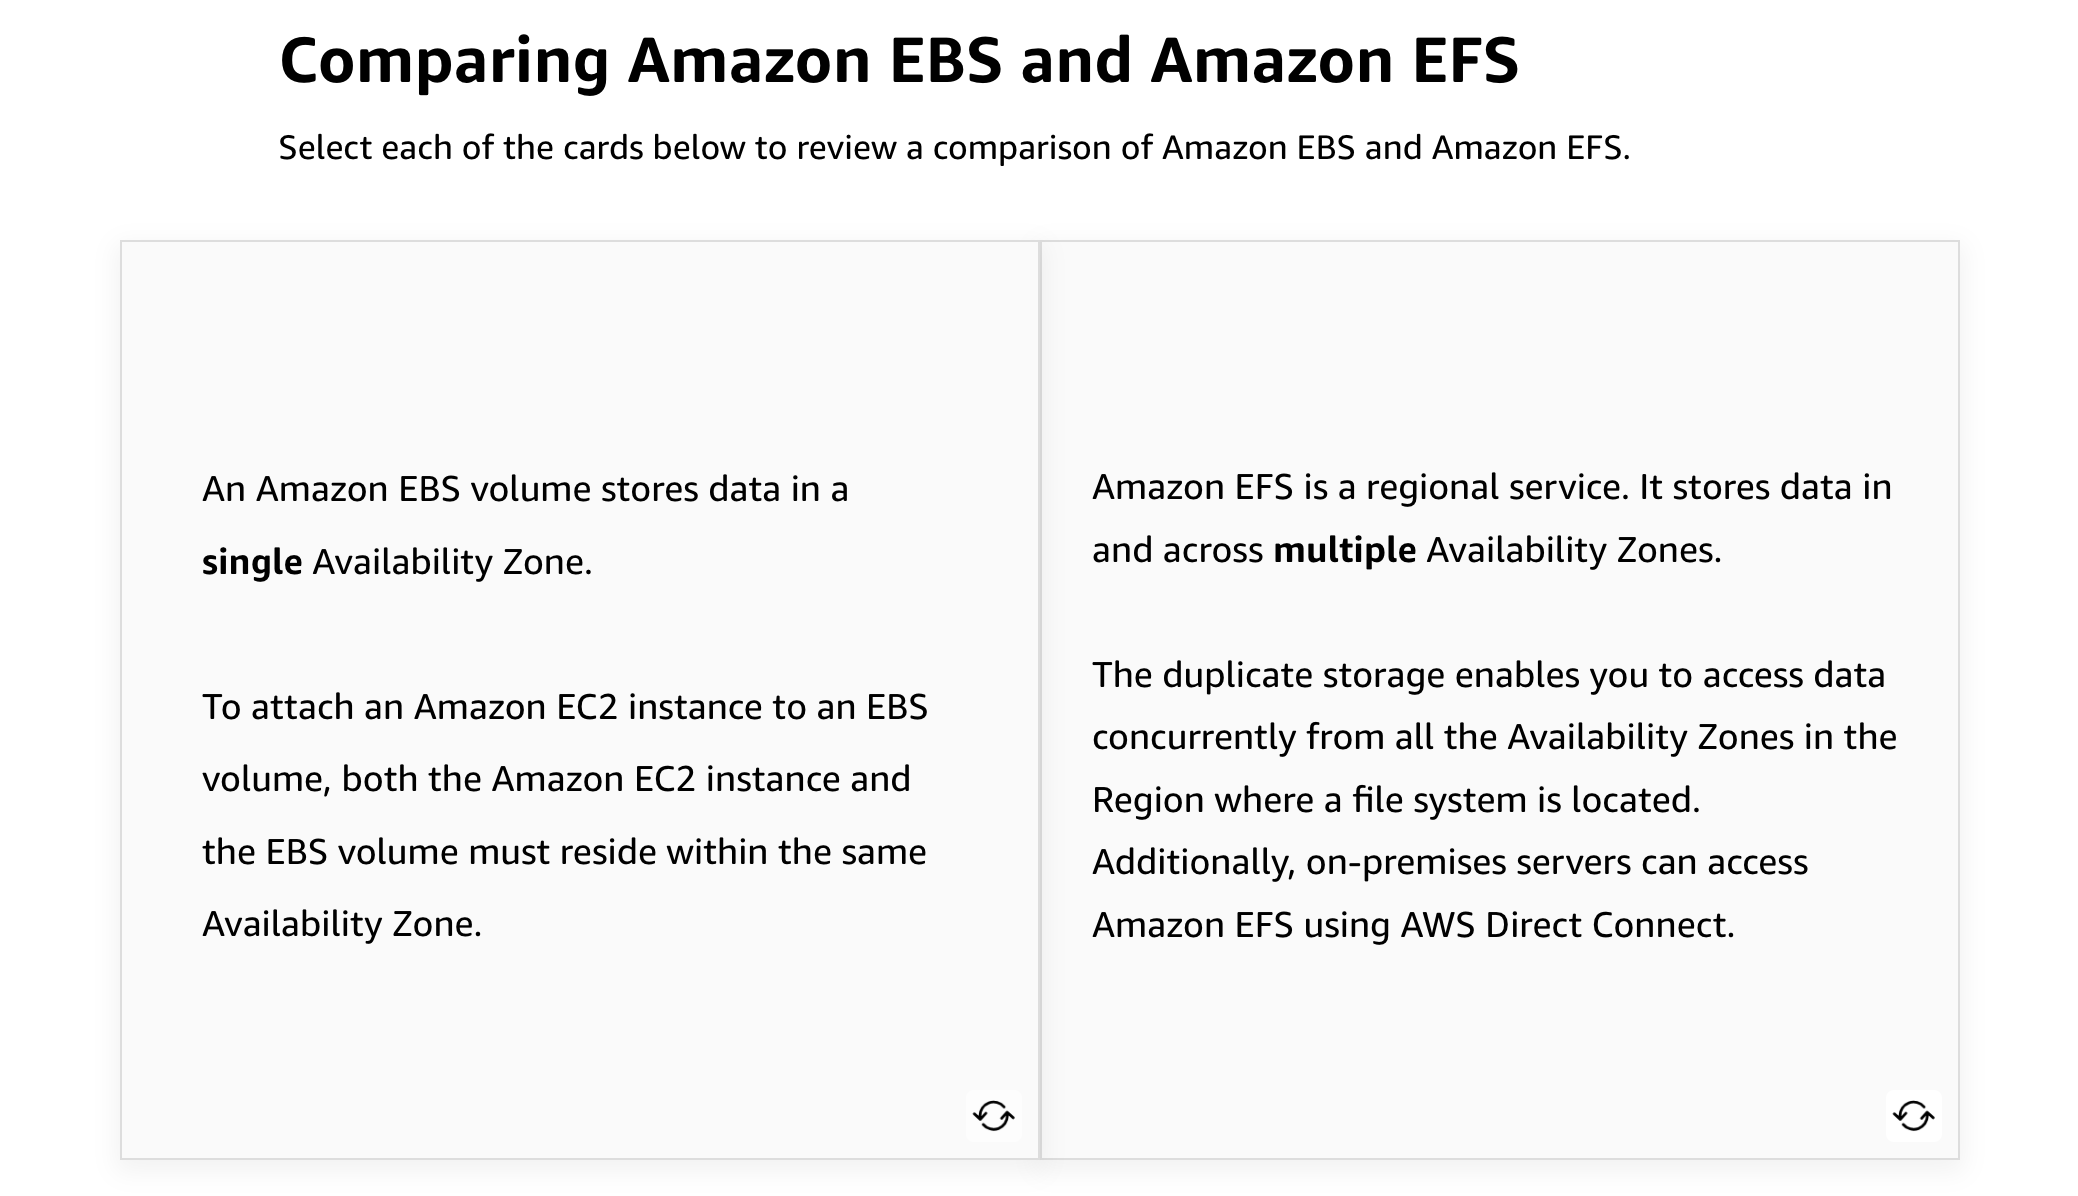 Comparing Amazon EBS and Amazon EFS
Select each of the cards below to review a comparison of Amazon EBS and Amazon EFS.
An Amazon EBS volume stores data in a
single Availability Zone.
To attach an Amazon EC2 instance to an EBS
volume, both the Amazon EC2 instance and
the EBS volume must reside within the same
Availability Zone.
Amazon EFS is a regional service. It stores data in
and across multiple Availability Zones.
The duplicate storage enables you to access data
concurrently from all the Availability Zones in the
Region where a file system is located.
Additionally, on-premises servers can access
Amazon EFS using AWS Direct Connect.